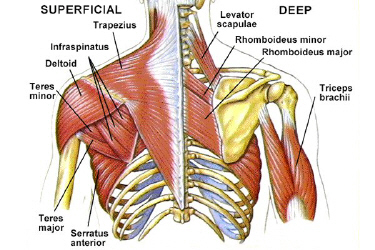 SUPERFICIAL
DEEP
Trapezius
Levator
scapulae
Infraspinatus
Rhomboideus minor
Rhomboideus major
Deltoid
Teres
minor
Triceps
brachii
Teres
major
Serratus
anterior